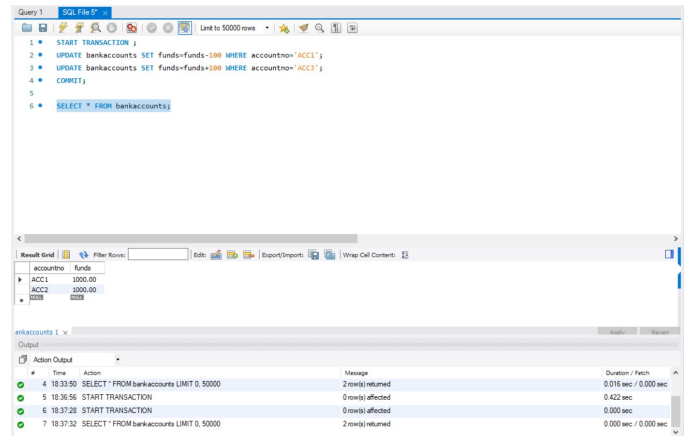 Query 1 SQL File 5* ×
Limit to 50000 rows
1 START TRANSACTION ;
2 UPDATE bankaccounts SET funds=funds-100 WHERE accountno='ACC1';
3 UPDATE bankaccounts SET funds=funds+100 WHERE accountno='ACC3';
4 COMMIT;
5
6 SELECT * FROM bankaccounts;
Result Grid Filter Rows: Edit: Export/Import: Wrap Cell Content:
accountno funds
ACC1 1000.00
ACC2 1000.00
NULL NULL
ankaccounts 1 × Apply Revert
Output
Action Output
# Time Action Message Duration / Fetch
4 18:33:50 SELECT * FROM bankaccounts LIMIT 0, 50000 2 row(s) returned 0.016 sec / 0.000 sec
5 18:36:56 START TRANSACTION 0 row(s) affected 0.422 sec
6 18:37:28 START TRANSACTION 0 row(s) affected 0.000 sec
7 18:37:32 SELECT * FROM bankaccounts LIMIT 0, 50000 2 row(s) returned 0.000 sec / 0.000 sec